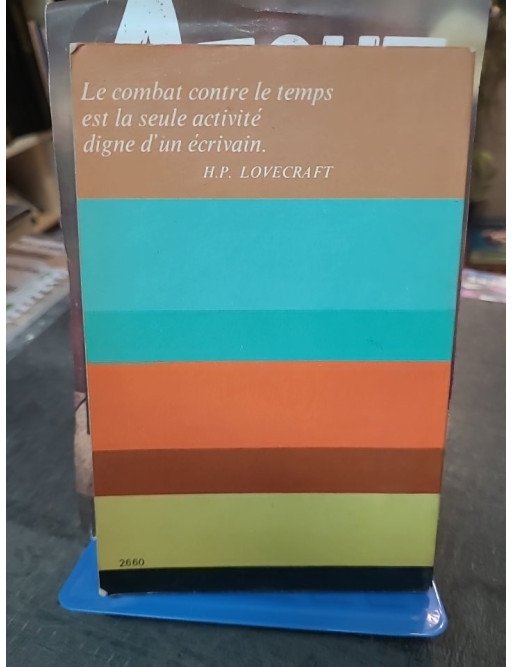 Le combat contre le temps
est la seule activité
digne d'un écrivain.
H.P. LOVECRAFT
2660